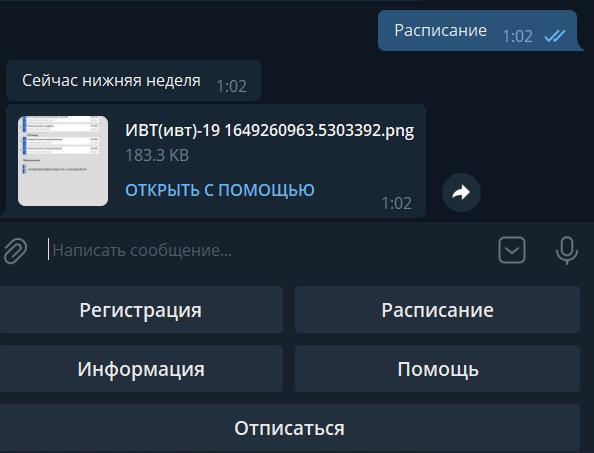 Расписание 1:02
Сейчас нижняя неделя 1:02
ИВТ(ивт)-19 1649260963.5303392.png
183.3 KB
ОТКРЫТЬ С ПОМОЩЬЮ
1:02
Написать сообщение...
Регистрация
Расписание
Информация
Помощь
Отписаться